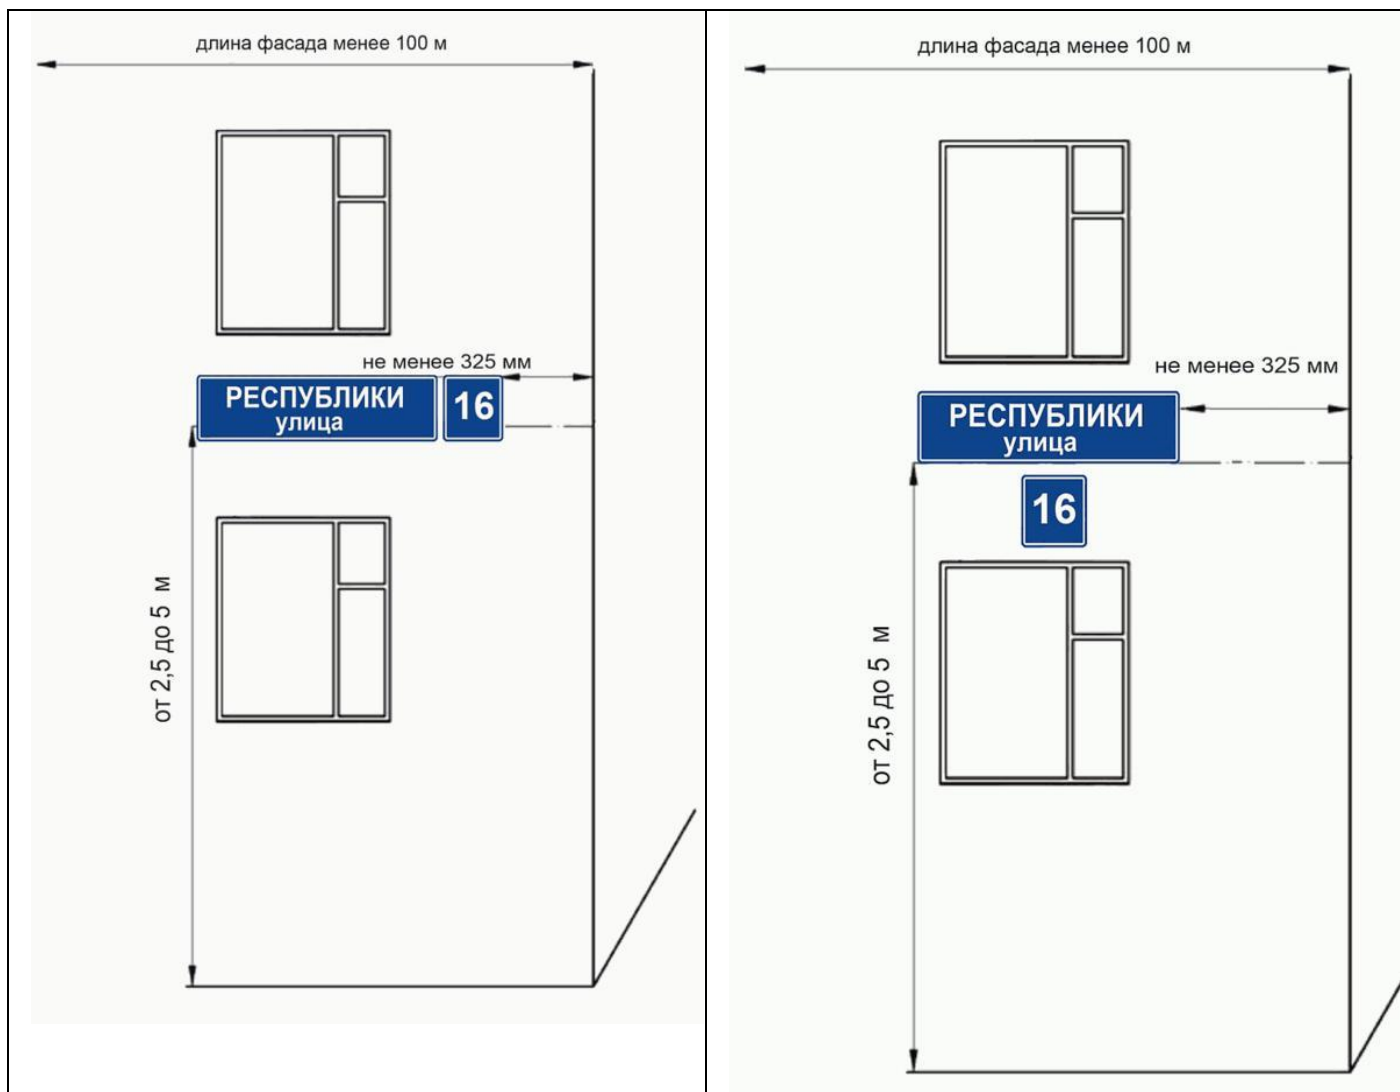 длина фасада менее 100 м
не менее 325 мм
РЕСПУБЛИКИ
улица
16
от 2,5 до 5 м
длина фасада менее 100 м
не менее 325 мм
РЕСПУБЛИКИ
улица
16
от 2,5 до 5 м